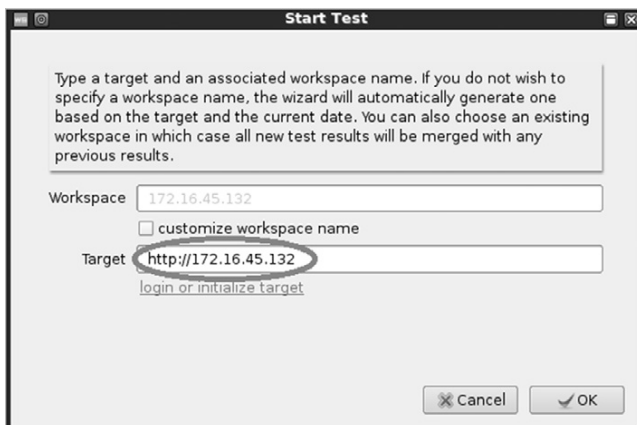 Start Test
Type a target and an associated workspace name. If you do not wish to
specify a workspace name, the wizard will automatically generate one
based on the target and the current date. You can also choose an existing
workspace in which case all new test results will be merged with any
previous results.
Workspace 172.16.45.132
customize workspace name
Target http://172.16.45.132
login or initialize target
Cancel OK